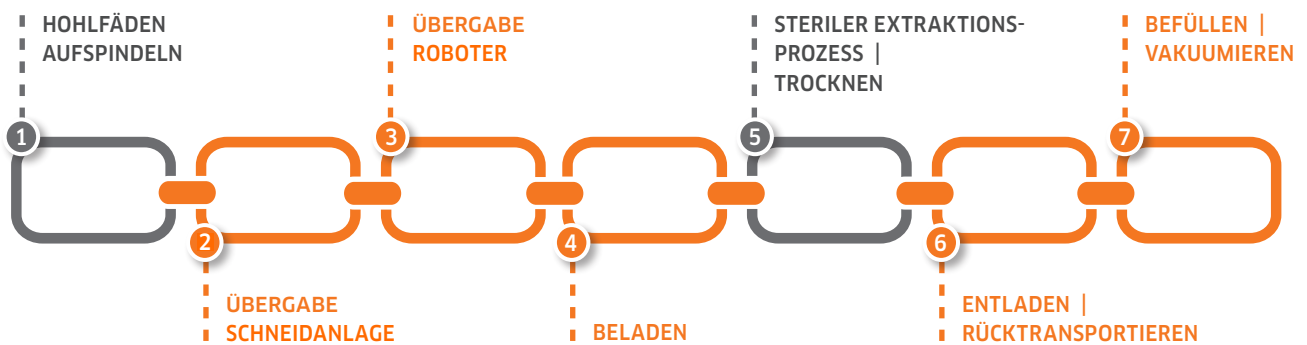 1
HOHLFÄDEN
AUFSPINDELN
2
ÜBERGABE
SCHNEIDANLAGE
3
ÜBERGABE
ROBOTER
4
BELADEN
5
STERILER EXTRAKTIONS-
PROZESS |
TROCKNEN
6
ENTLADEN |
RÜCKTRANSPORTIEREN
7
BEFÜLLEN |
VAKUUMIEREN